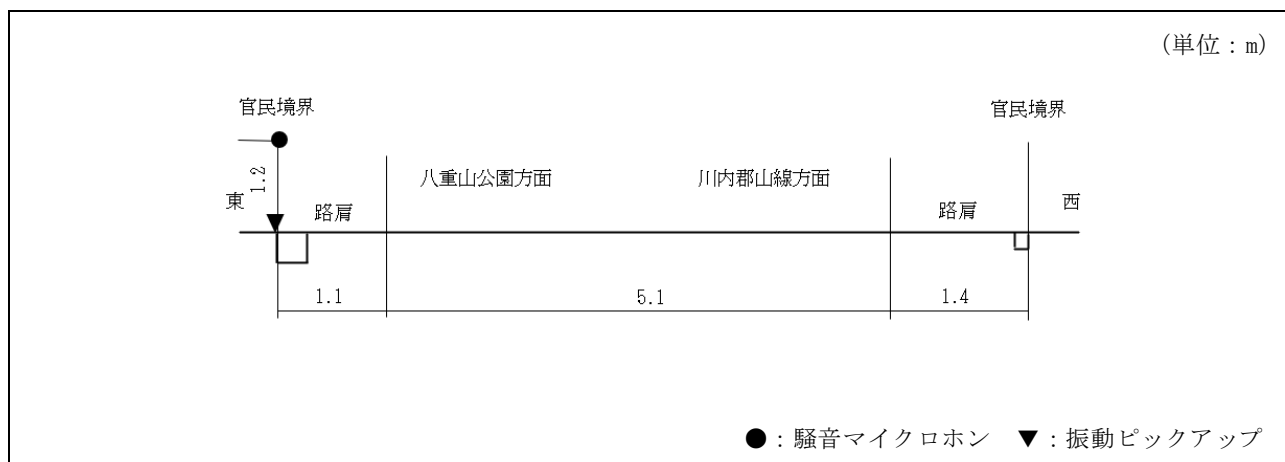 (単位：m)
官民境界
官民境界
1.2
八重山公園方面
川内郡山線方面
東
路肩
路肩
西
1.1
5.1
1.4
●：騒音マイクロホン ▼：振動ピックアップ